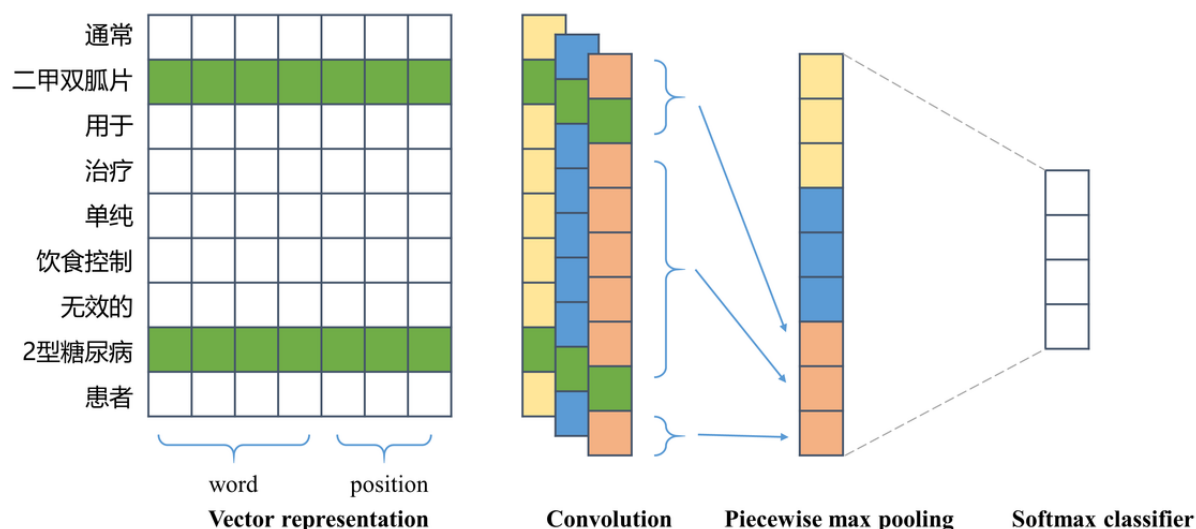 通常
二甲双胍片
用于
治疗
单纯
饮食控制
无效的
2型糖尿病
患者
word
position
Vector representation
Convolution
Piecewise max pooling
Softmax classifier